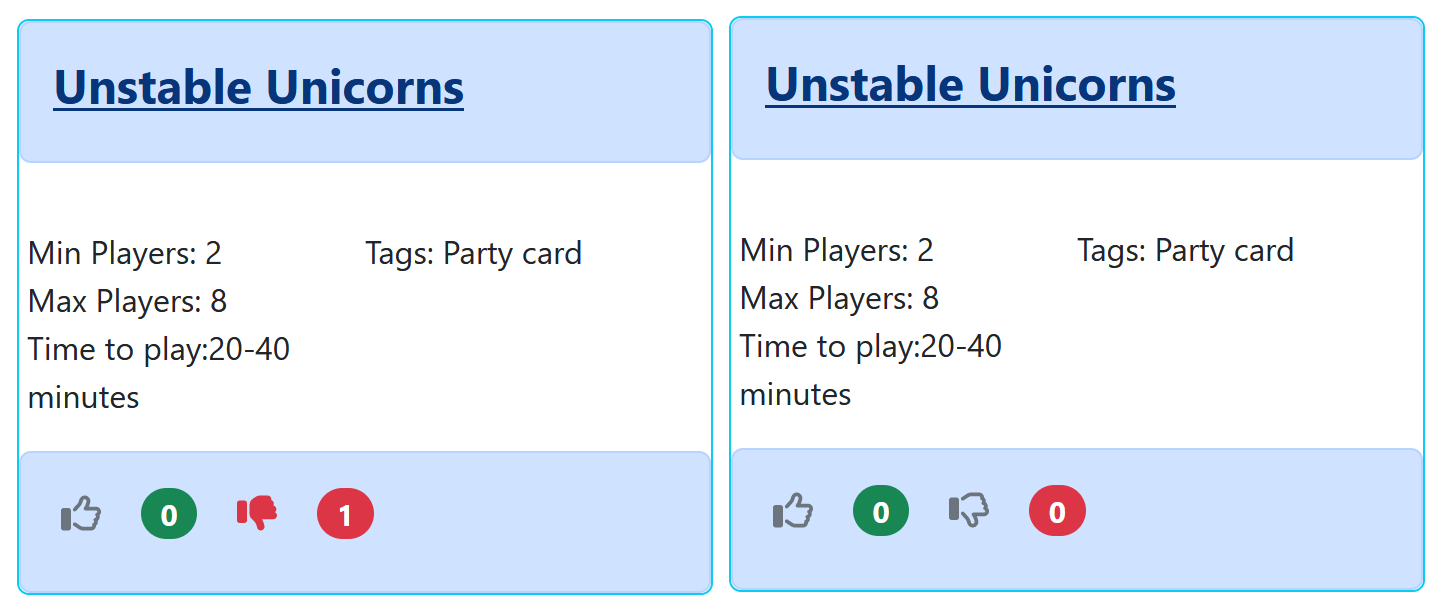 Unstable Unicorns
Min Players: 2
Max Players: 8
Time to play:20-40
minutes
Tags: Party card
0
1
Unstable Unicorns
Min Players: 2
Max Players: 8
Time to play:20-40
minutes
Tags: Party card
0
0